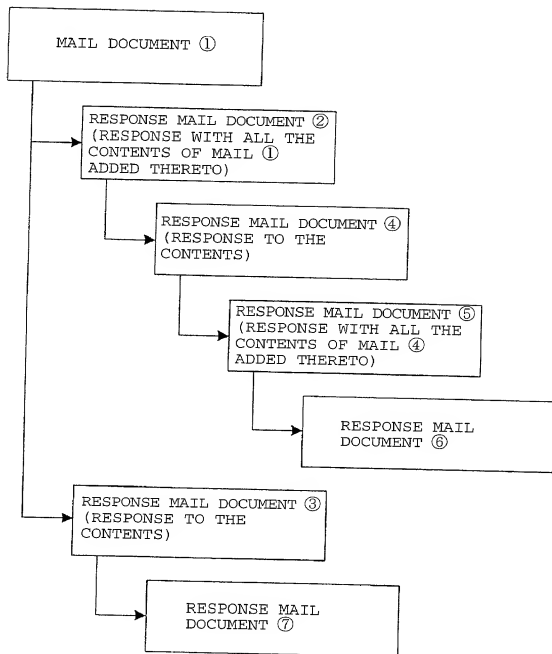 MAIL DOCUMENT ①
RESPONSE MAIL DOCUMENT ②
(RESPONSE WITH ALL THE
CONTENTS OF MAIL ①
ADDED THERETO)
RESPONSE MAIL DOCUMENT ④
(RESPONSE TO THE
CONTENTS)
RESPONSE MAIL DOCUMENT ⑤
(RESPONSE WITH ALL THE
CONTENTS OF MAIL ④
ADDED THERETO)
RESPONSE MAIL
DOCUMENT ⑥
RESPONSE MAIL DOCUMENT ③
(RESPONSE TO THE
CONTENTS)
RESPONSE MAIL
DOCUMENT ⑦